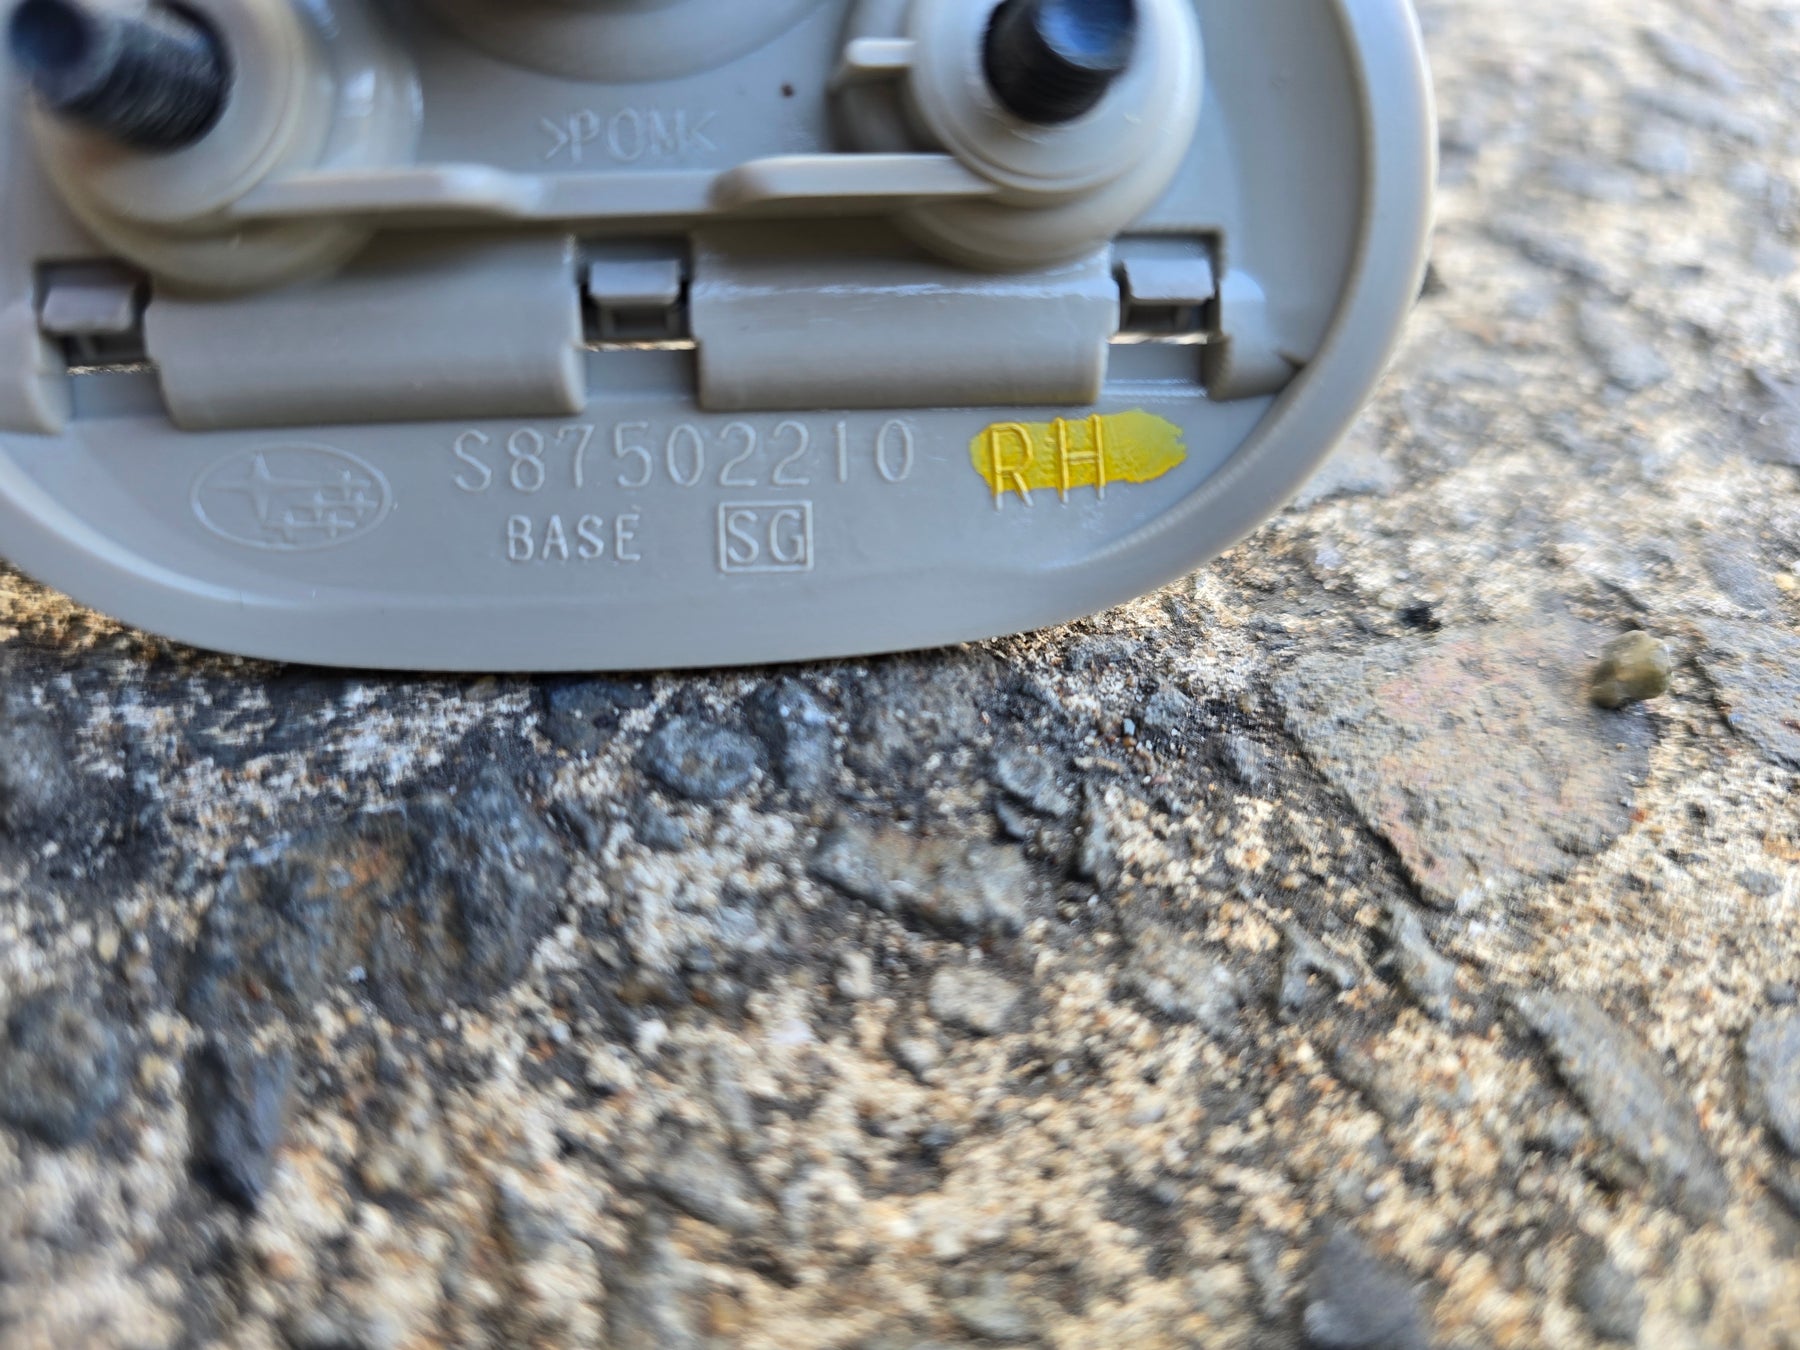 >POM<
S87502210 RH
BASE SG